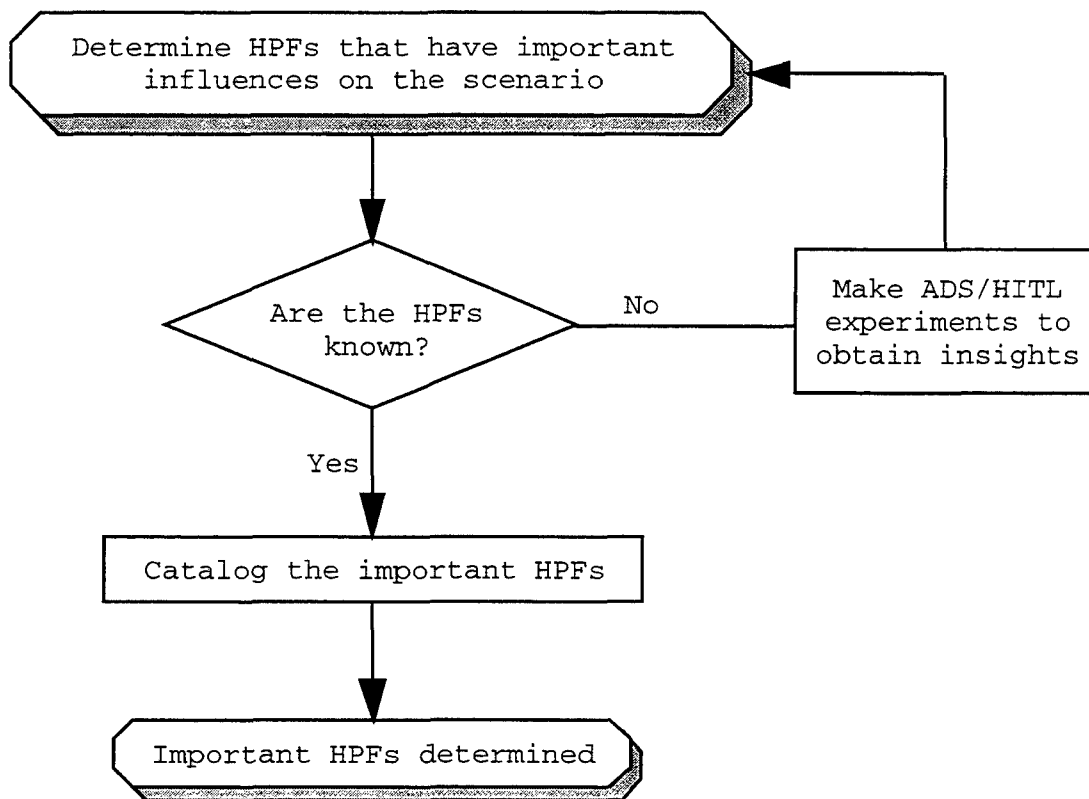 Determine HPFs that have important
influences on the scenario
Are the HPFs
known?
No
Make ADS/HITL
experiments to
obtain insights
Yes
Catalog the important HPFs
Important HPFs determined